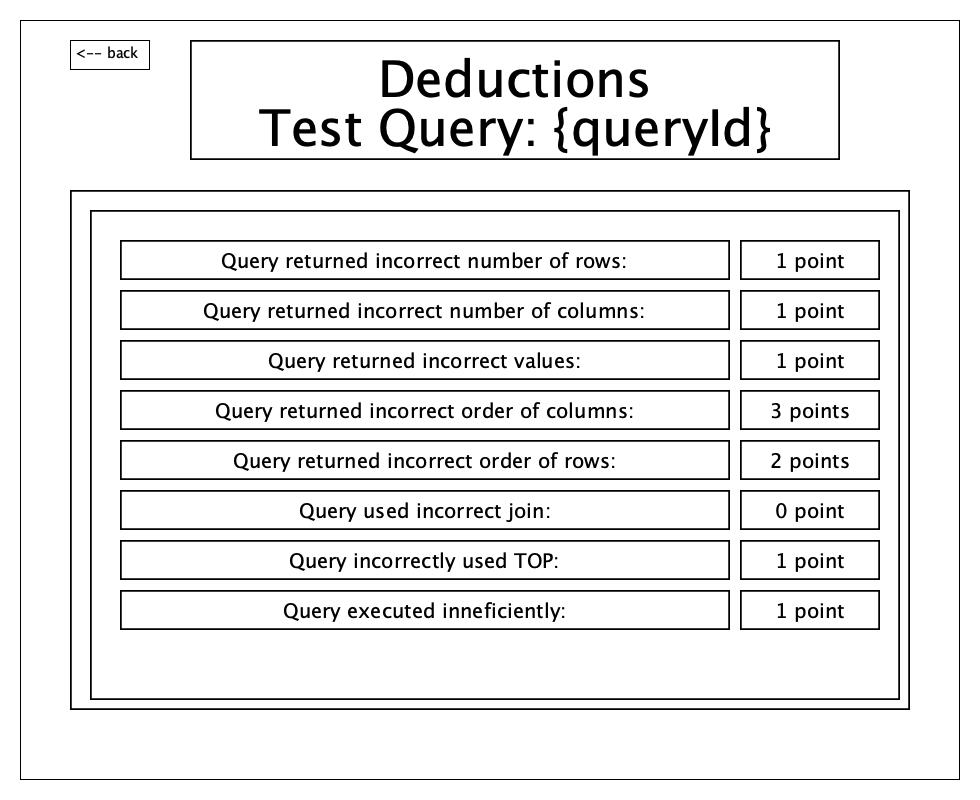 <-- back
Deductions
Test Query: {queryId}
Query returned incorrect number of rows: 1 point
Query returned incorrect number of columns: 1 point
Query returned incorrect values: 1 point
Query returned incorrect order of columns: 3 points
Query returned incorrect order of rows: 2 points
Query used incorrect join: 0 point
Query incorrectly used TOP: 1 point
Query executed inneficiently: 1 point